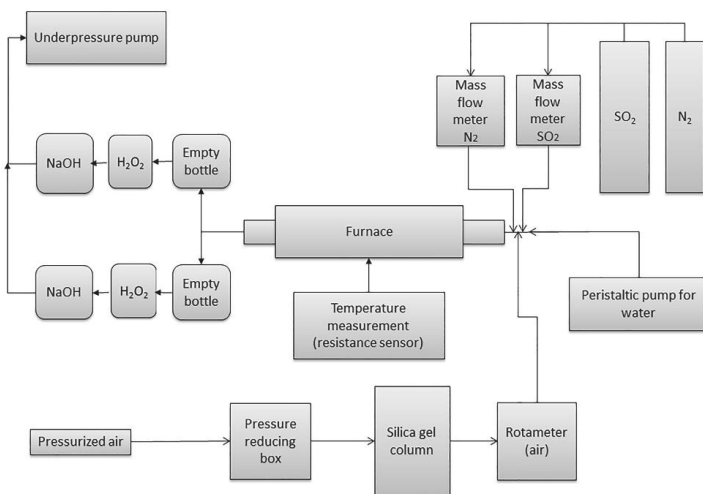 Underpressure pump
Mass
flow
meter
N₂
Mass
flow
meter
SO₂
SO₂
N₂
NaOH
H₂O₂
Empty
bottle
Furnace
NaOH
H₂O₂
Empty
bottle
Temperature
measurement
(resistance sensor)
Peristaltic pump for
water
Pressurized air
Pressure
reducing
box
Silica gel
column
Rotameter
(air)